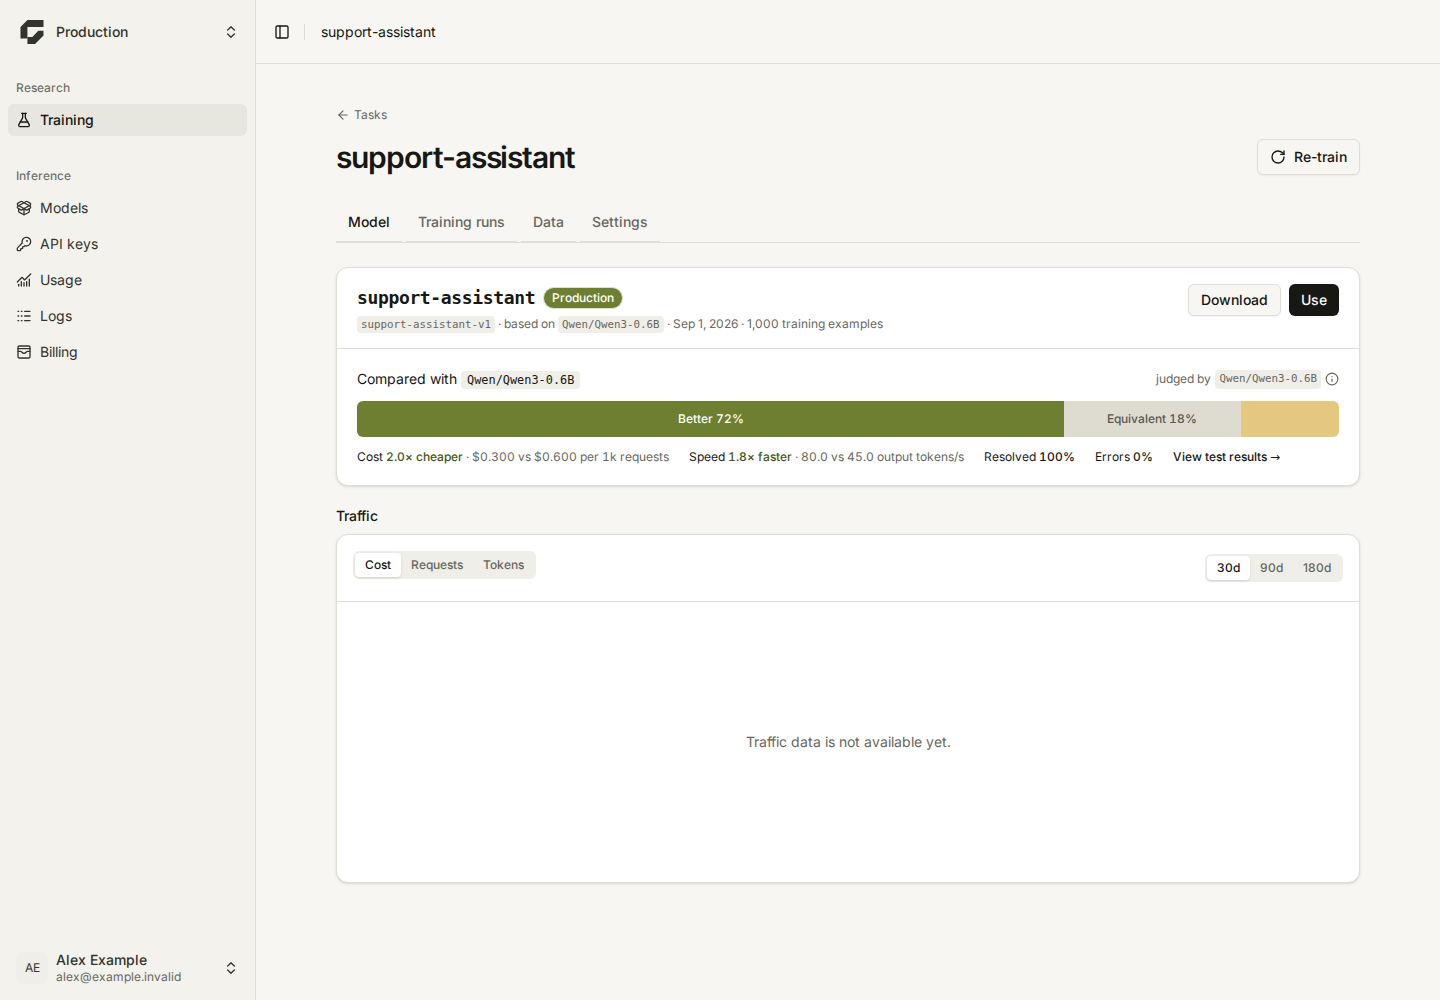 Production
support-assistant
Research
Training
Inference
Models
API keys
Usage
Logs
Billing
Tasks
support-assistant
Re-train
Model Training runs Data Settings
support-assistant Production
Download Use
support-assistant-v1 · based on Qwen/Qwen3-0.6B · Sep 1, 2026 · 1,000 training examples
Compared with Qwen/Qwen3-0.6B
judged by Qwen/Qwen3-0.6B
Better 72% Equivalent 18%
Cost 2.0× cheaper · $0.300 vs $0.600 per 1k requests Speed 1.8× faster · 80.0 vs 45.0 output tokens/s Resolved 100% Errors 0% View test results →
Traffic
Cost Requests Tokens
30d 90d 180d
Traffic data is not available yet.
AE
Alex Example
alex@example.invalid